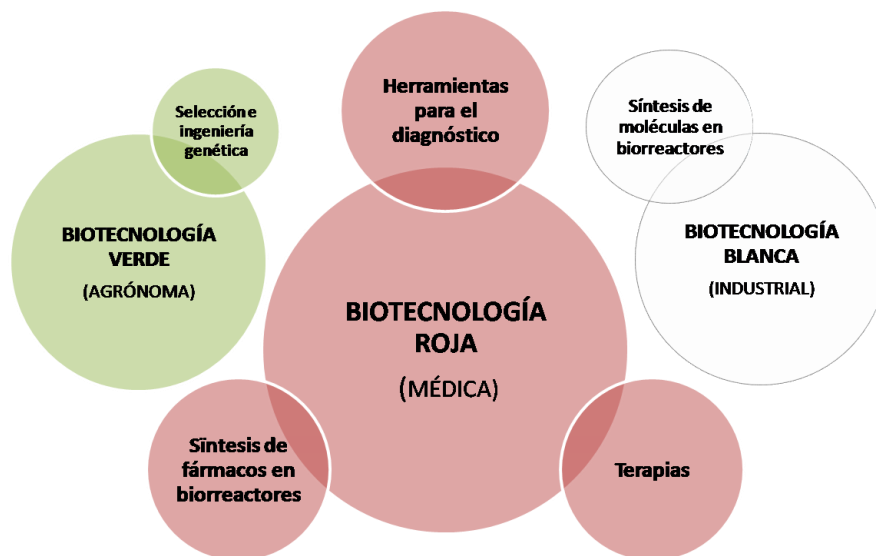 Herramientas
para el
diagnóstico
Selección e
ingeniería
genética
Síntesis de
moléculas en
biorreactores
BIOTECNOLOGÍA
VERDE
(AGRÓNOMA)
BIOTECNOLOGÍA
BLANCA
(INDUSTRIAL)
BIOTECNOLOGÍA
ROJA
(MÉDICA)
Sïntesis de
fármacos en
biorreactores
Terapias